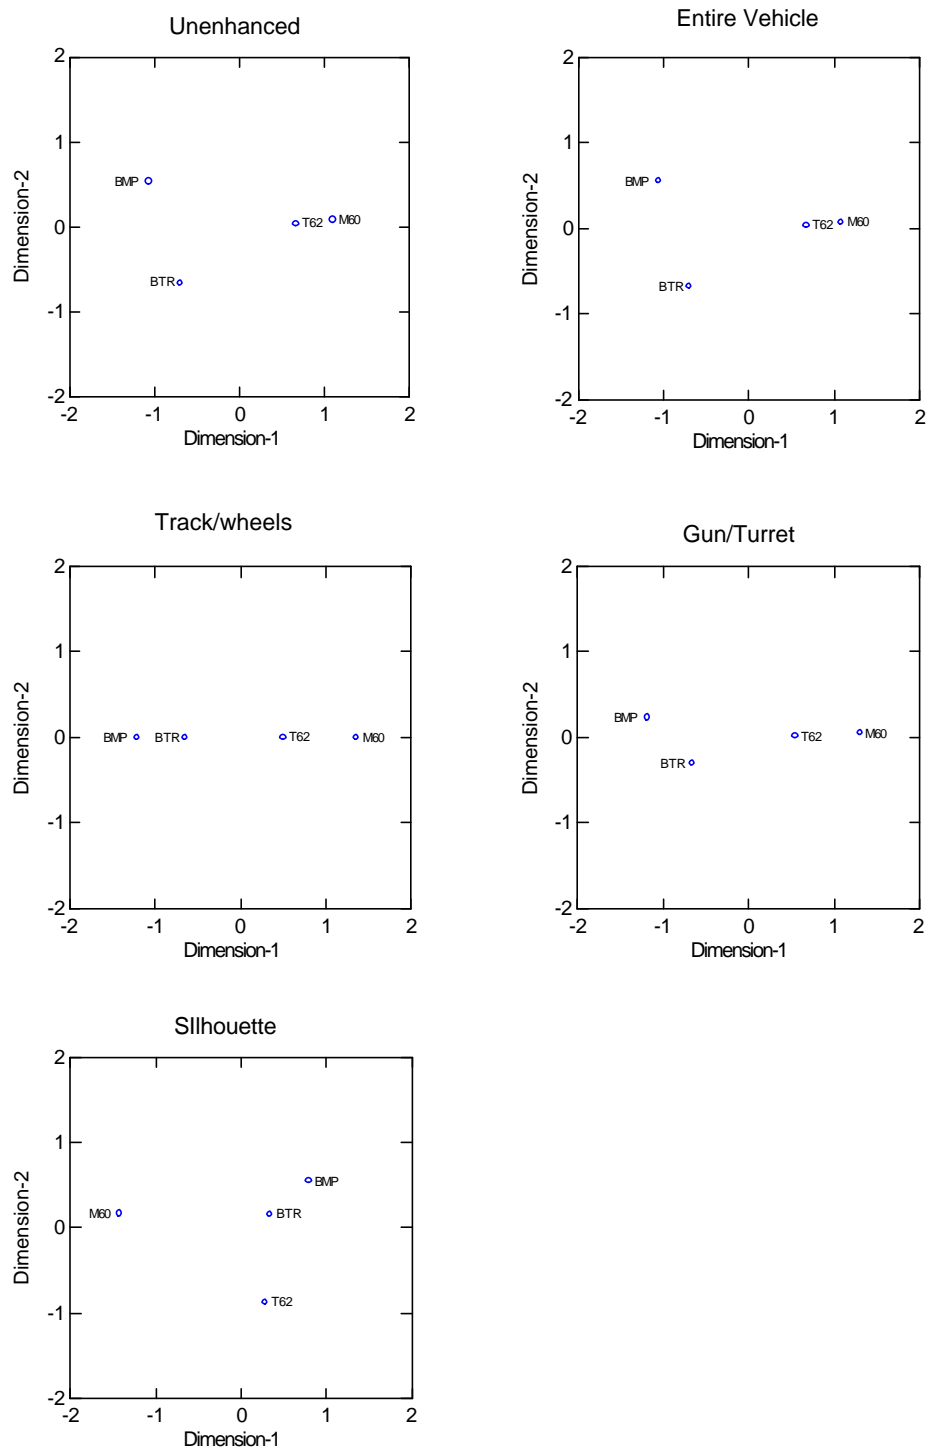 Unenhanced
2
1
0
-1
-2
Dimension-2
BMP
T62
M60
BTR
-2
-1
0
1
2
Dimension-1
Entire Vehicle
2
1
0
-1
-2
Dimension-2
BMP
T62
M60
BTR
-2
-1
0
1
2
Dimension-1
Track/wheels
2
1
0
-1
-2
Dimension-2
BMP
BTR
T62
M60
-2
-1
0
1
2
Dimension-1
Gun/Turret
2
1
0
-1
-2
Dimension-2
BMP
T62
M60
BTR
-2
-1
0
1
2
Dimension-1
SIlhouette
2
1
0
-1
-2
Dimension-2
BMP
M60
BTR
T62
-2
-1
0
1
2
Dimension-1